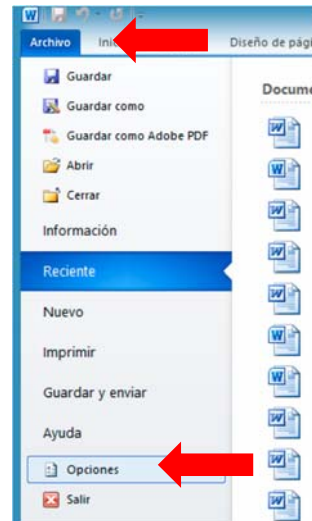 Archivo Diseño de pági
Guardar
Docume
Guardar como
Guardar como Adobe PDF
Abrir
Cerrar
Información
Reciente
Nuevo
Imprimir
Guardar y enviar
Ayuda
Opciones
Salir